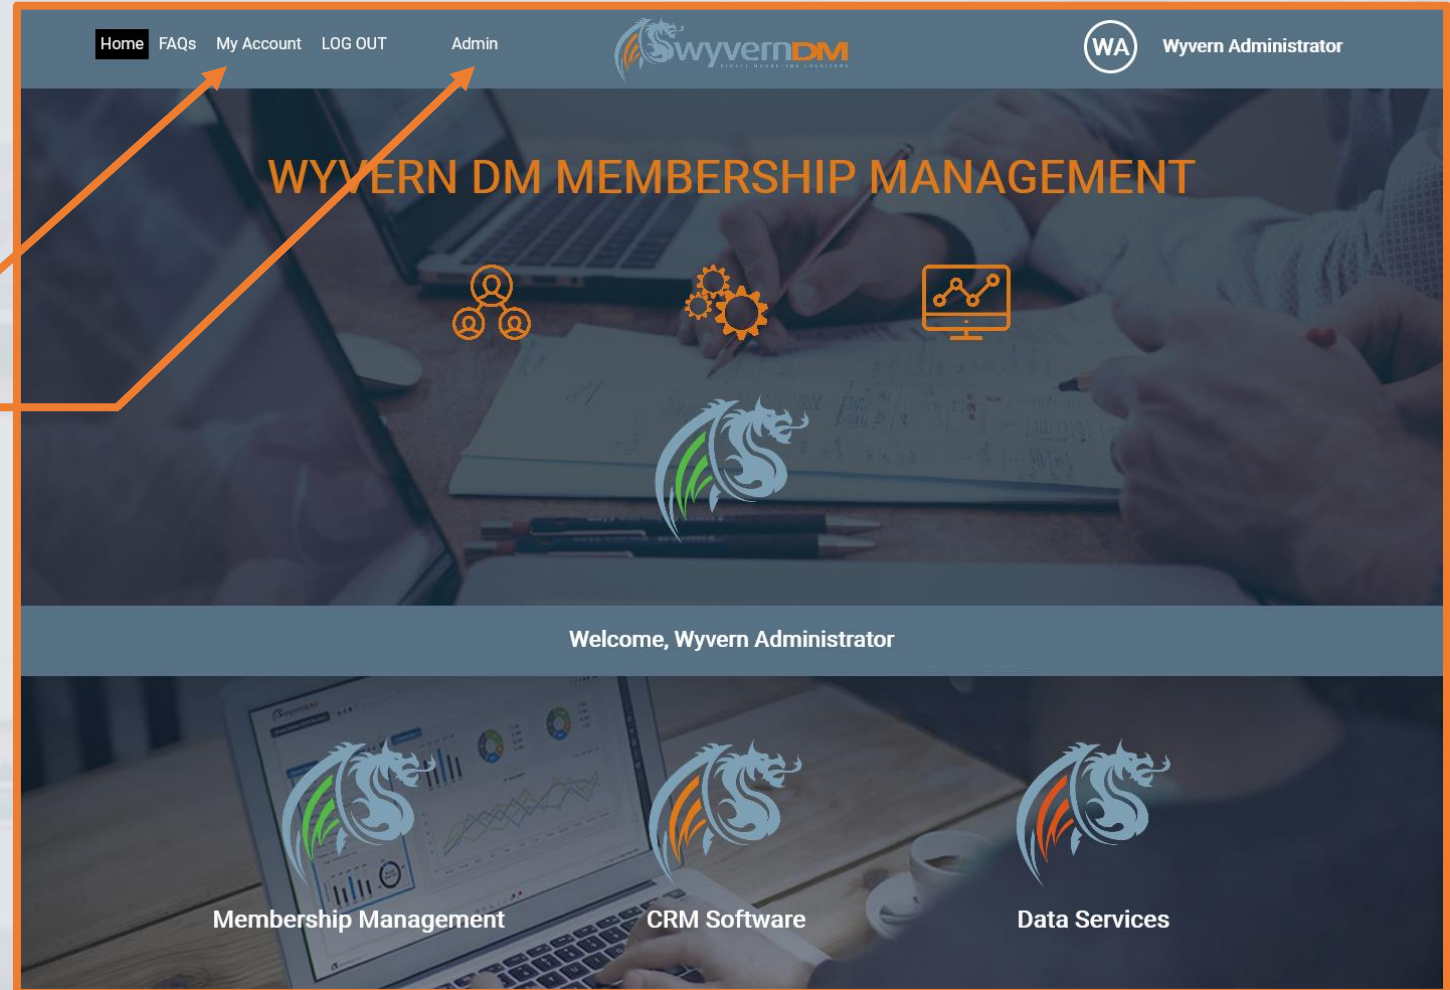 Home FAQs My Account LOG OUT Admin
wyvernDM
WA Wyvern Administrator
WYVERN DM MEMBERSHIP MANAGEMENT
Welcome, Wyvern Administrator
Membership Management
CRM Software
Data Services